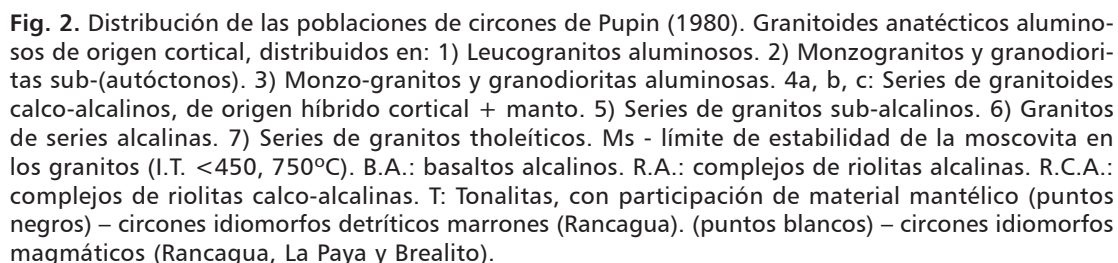 Fig. 2. Distribución de las poblaciones de circones de Pupin (1980). Granitoides anatécticos alumino-
sos de origen cortical, distribuidos en: 1) Leucogranitos aluminosos. 2) Monzogranitos y granodiori-
tas sub-(autóctonos). 3) Monzo-granitos y granodioritas aluminosas. 4a, b, c: Series de granitoides
calco-alcalinos, de origen híbrido cortical + manto. 5) Series de granitos sub-alcalinos. 6) Granitos
de series alcalinas. 7) Series de granitos tholeíticos. Ms - límite de estabilidad de la moscovita en
los granitos (I.T. <450, 750ºC). B.A.: basaltos alcalinos. R.A.: complejos de riolitas alcalinas. R.C.A.:
complejos de riolitas calco-alcalinas. T: Tonalitas, con participación de material mantélico (puntos
negros) – circones idiomorfos detríticos marrones (Rancagua). (puntos blancos) – circones idiomorfos
magmáticos (Rancagua, La Paya y Brealito).